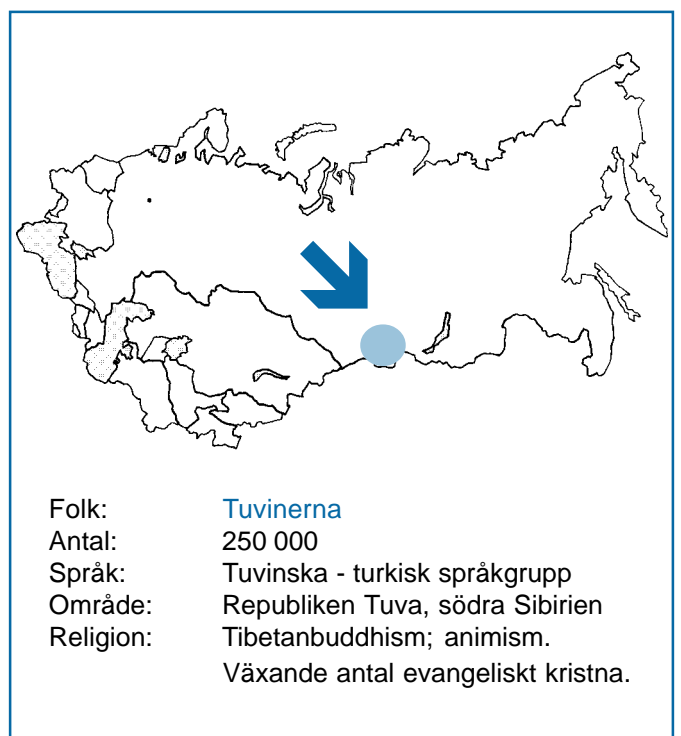 Folk: Tuvinerna
Antal: 250 000
Språk: Tuvinska - turkisk språkgrupp
Område: Republiken Tuva, södra Sibirien
Religion: Tibetanbuddhism; animism.
Växande antal evangeliskt kristna.